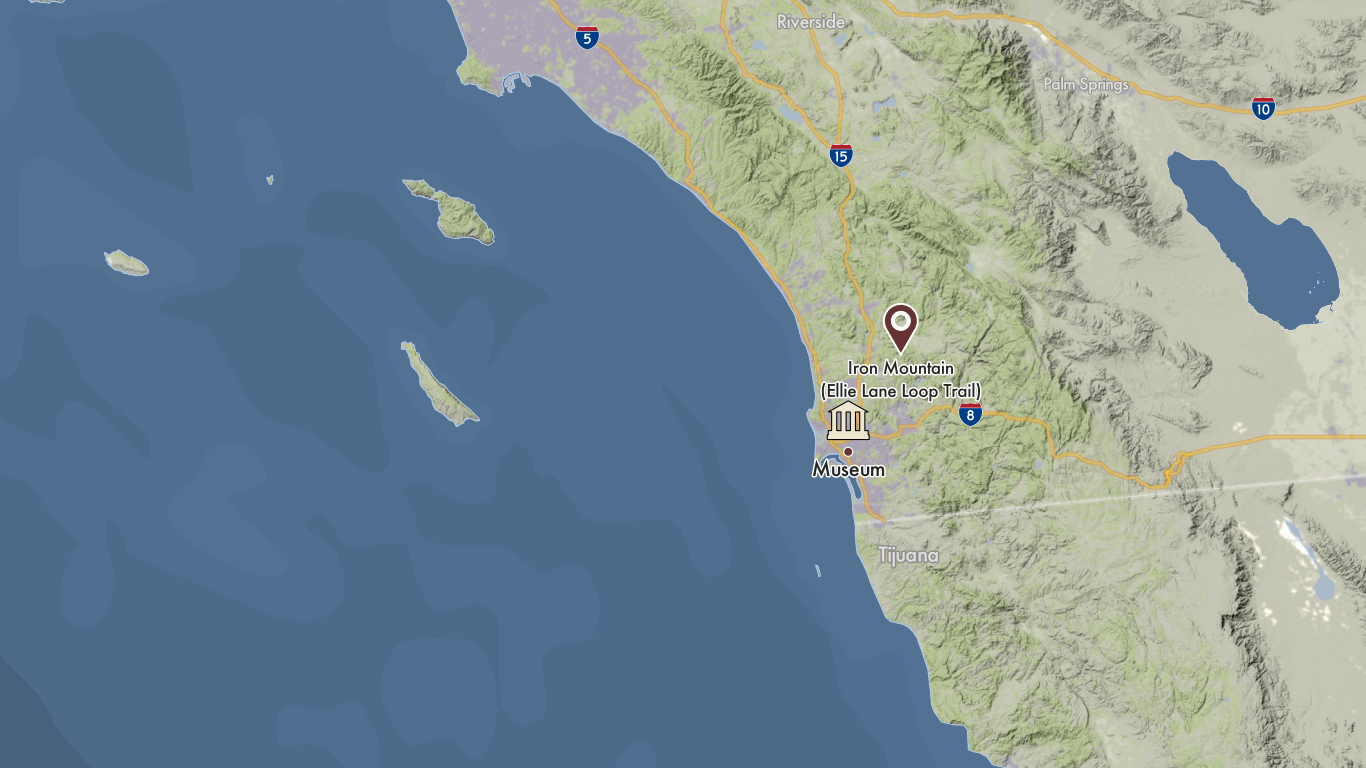 Riverside
5
Palm Springs
10
15
Iron Mountain
(Ellie Lane Loop Trail)
8
Museum
Tijuana